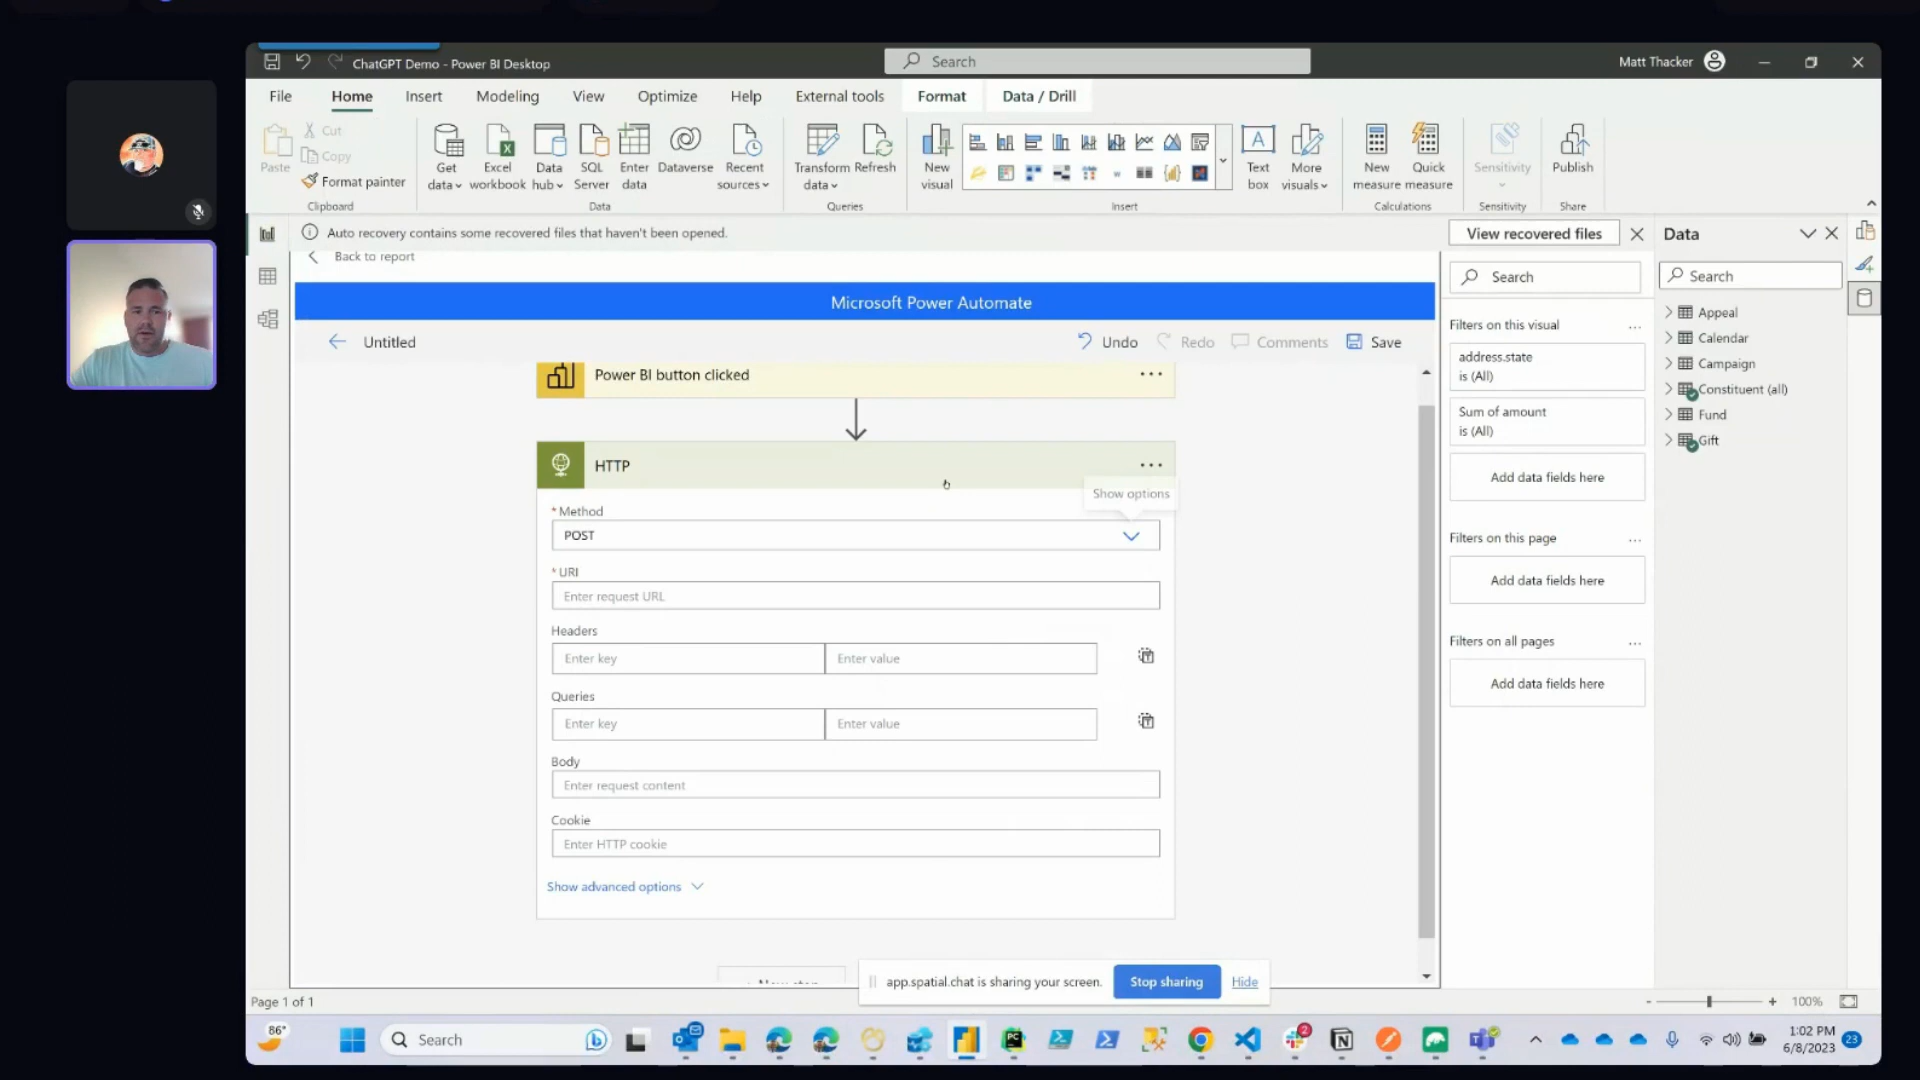 ChatGPT Demo - Power BI Desktop
Search
Matt Thacker
File
Home
Insert
Modeling
View
Optimize
Help
External tools
Format
Data / Drill
Paste
Cut
Copy
Format painter
Clipboard
Get data
Excel workbook
Data hub
SQL Server
Enter data
Dataverse
Recent sources
Data
Transform data
Refresh
Queries
New visual
Text box
More visuals
Insert
New measure
Quick measure
Calculations
Sensitivity
Sensitivity
Publish
Share
Auto recovery contains some recovered files that haven't been opened.
View recovered files
Back to report
Microsoft Power Automate
Untitled
Undo
Redo
Comments
Save
Power BI button clicked
HTTP
Show options
* Method
POST
* URI
Enter request URL
Headers
Enter key
Enter value
Queries
Enter key
Enter value
Body
Enter request content
Cookie
Enter HTTP cookie
Show advanced options
Search
Filters on this visual
address.state
is (All)
Sum of amount
is (All)
Add data fields here
Filters on this page
Add data fields here
Filters on all pages
Add data fields here
Data
Search
Appeal
Calendar
Campaign
Constituent (all)
Fund
Gift
app.spatial.chat is sharing your screen.
Stop sharing
Hide
Page 1 of 1
- + 100%
86°
Search
2
1:02 PM
6/8/2023
23